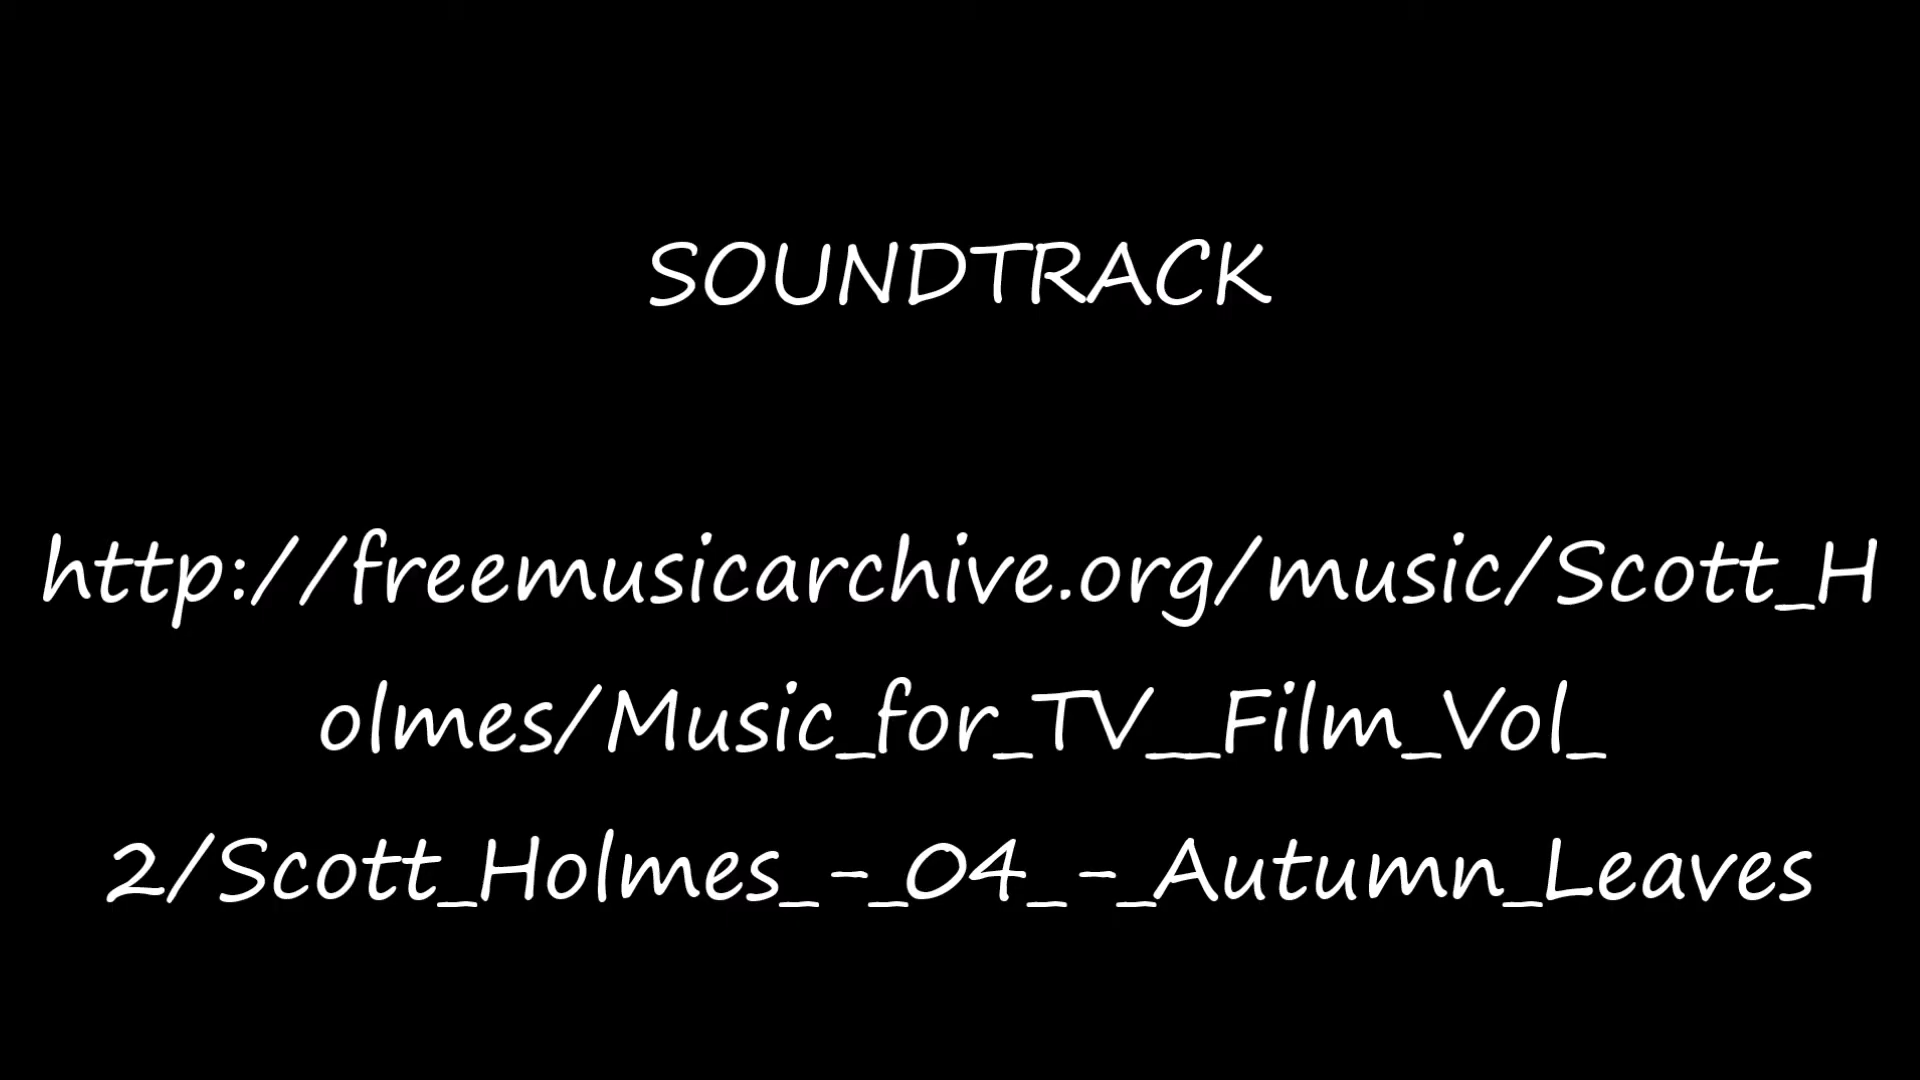 SOUNDTRACK
http://freemusicarchive.org/music/Scott_H
olmes/Music_for_TV__Film_Vol_
2/Scott_Holmes_-_04_-_Autumn_Leaves